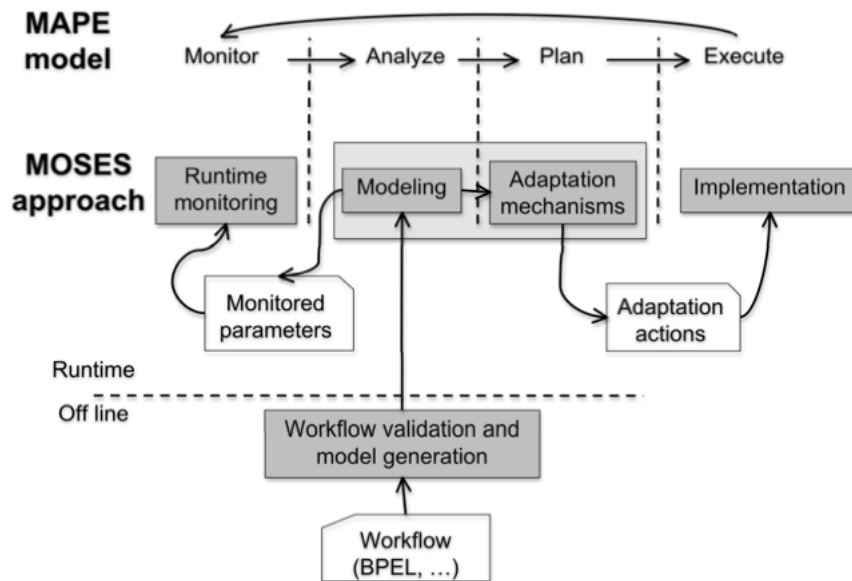 MAPE
model
Monitor
Analyze
Plan
Execute
MOSES
approach
Runtime
monitoring
Modeling
Adaptation
mechanisms
Implementation
Monitored
parameters
Adaptation
actions
Runtime
Off line
Workflow validation and
model generation
Workflow
(BPEL, ...)